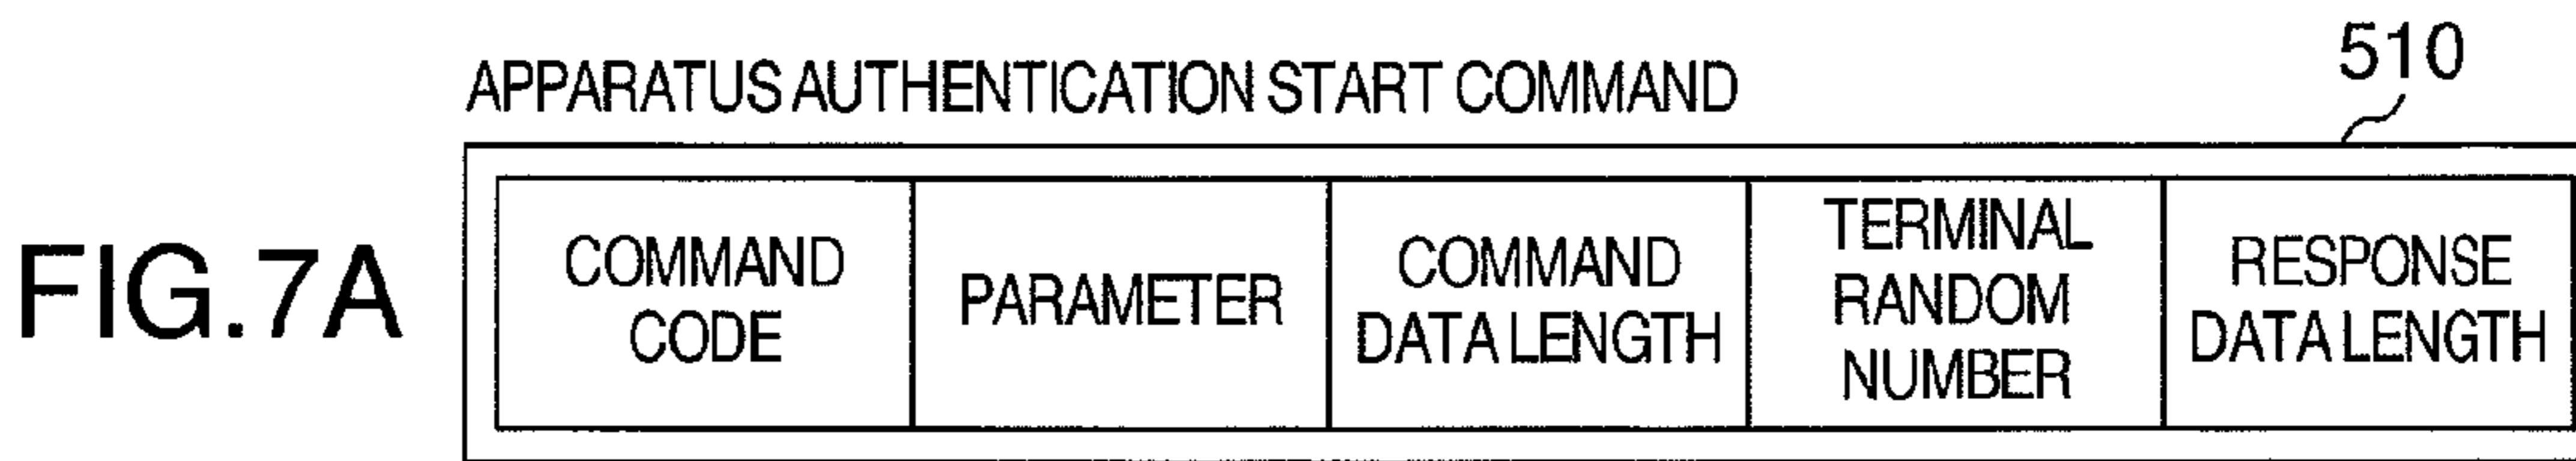 510
APPARATUS AUTHENTICATION START COMMAND
FIG.7A
COMMAND
CODE
PARAMETER
COMMAND
DATA LENGTH
TERMINAL
RANDOM
NUMBER
RESPONSE
DATA LENGTH